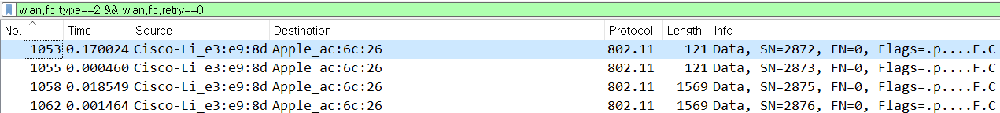 wlan.fc.type==2 && wlan.fc.retry==0
No. Time Source Destination Protocol Length Info
1053 0.170024 Cisco-Li_e3:e9:8d Apple_ac:6c:26 802.11 121 Data, SN=2872, FN=0, Flags=.p....F.C
1055 0.000460 Cisco-Li_e3:e9:8d Apple_ac:6c:26 802.11 121 Data, SN=2873, FN=0, Flags=.p....F.C
1058 0.018549 Cisco-Li_e3:e9:8d Apple_ac:6c:26 802.11 1569 Data, SN=2875, FN=0, Flags=.p....F.C
1062 0.001464 Cisco-Li_e3:e9:8d Apple_ac:6c:26 802.11 1569 Data, SN=2876, FN=0, Flags=.p....F.C